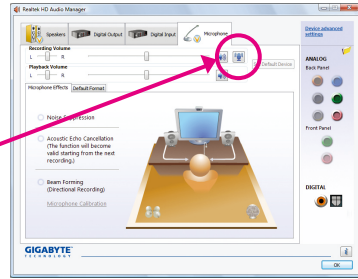 Realtek HD Audio Manager
Speakers
Digital Output
Digital Input
Microphone
Device advanced
settings
Recording Volume
L
R
Default Device
Playback Volume
L
R
Microphone Effects
Default Format
Noise Suppression
Acoustic Echo Cancellation
(The function will become
valid starting from the next
recording.)
Beam Forming
(Directional Recording)
Microphone Calibration
ANALOG
Back Panel
Front Panel
DIGITAL
GIGABYTE
TECHNOLOGY
i
OK